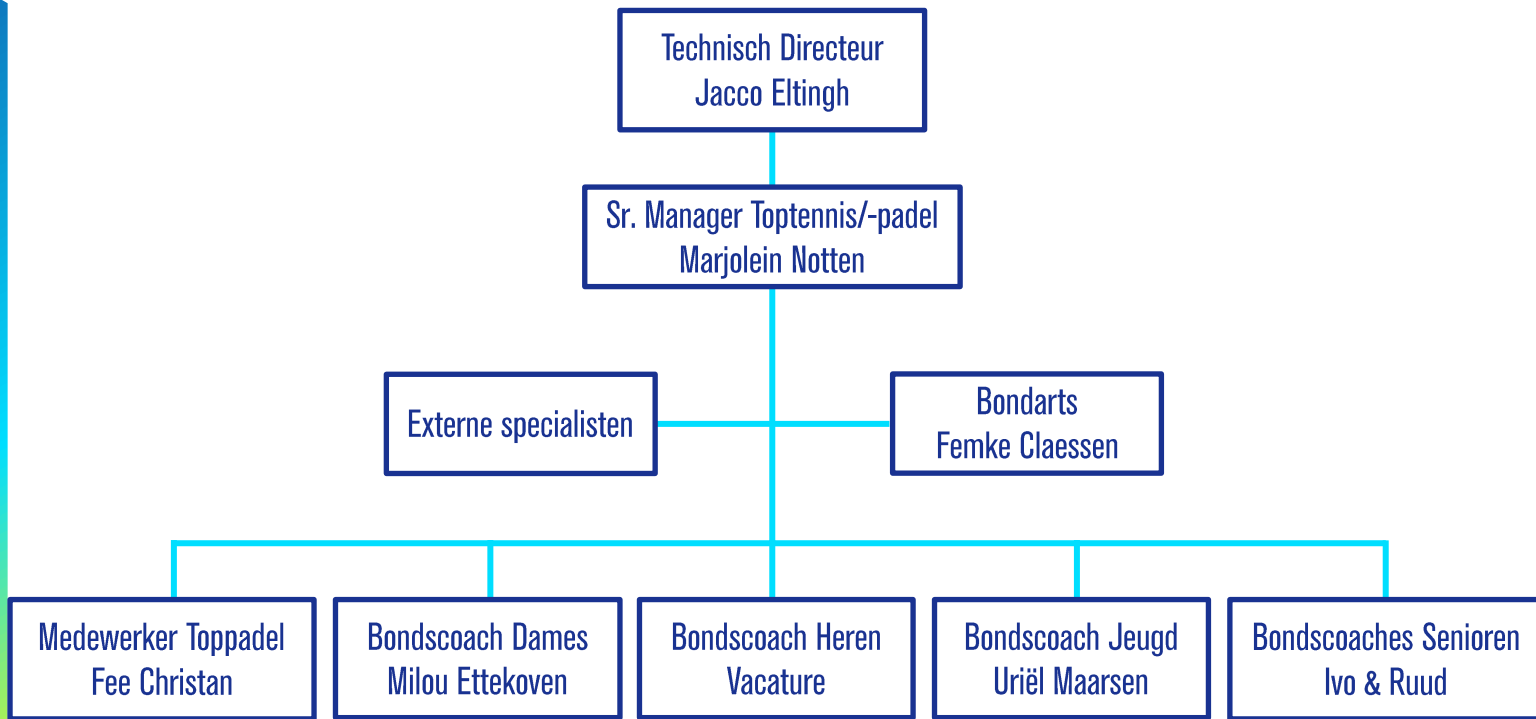 Technisch Directeur
Jacco Eltingh
Sr. Manager Toptennis/-padel
Marjolein Notten
Externe specialisten
Bondarts
Femke Claessen
Medewerker Toppadel
Fee Christan
Bondscoach Dames
Milou Ettekoven
Bondscoach Heren
Vacature
Bondscoach Jeugd
Uriël Maarsen
Bondscoaches Senioren
Ivo & Ruud